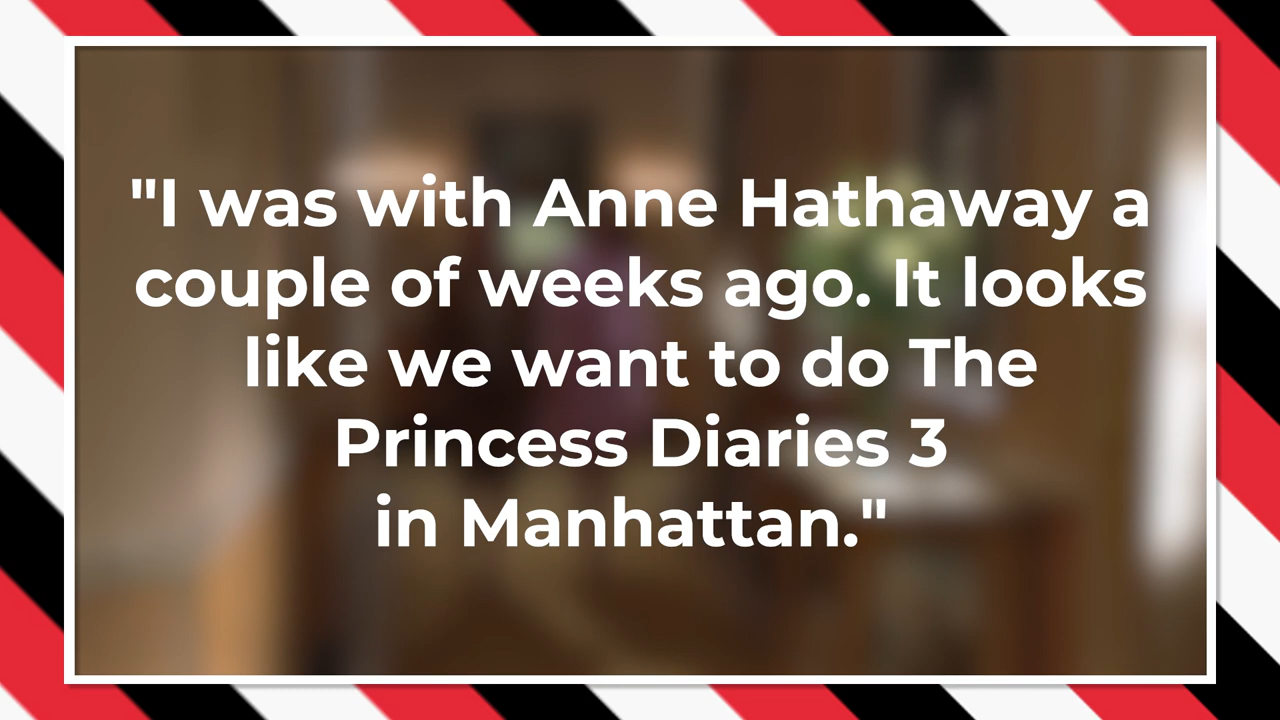 "I was with Anne Hathaway a
couple of weeks ago. It looks
like we want to do The
Princess Diaries 3
in Manhattan."